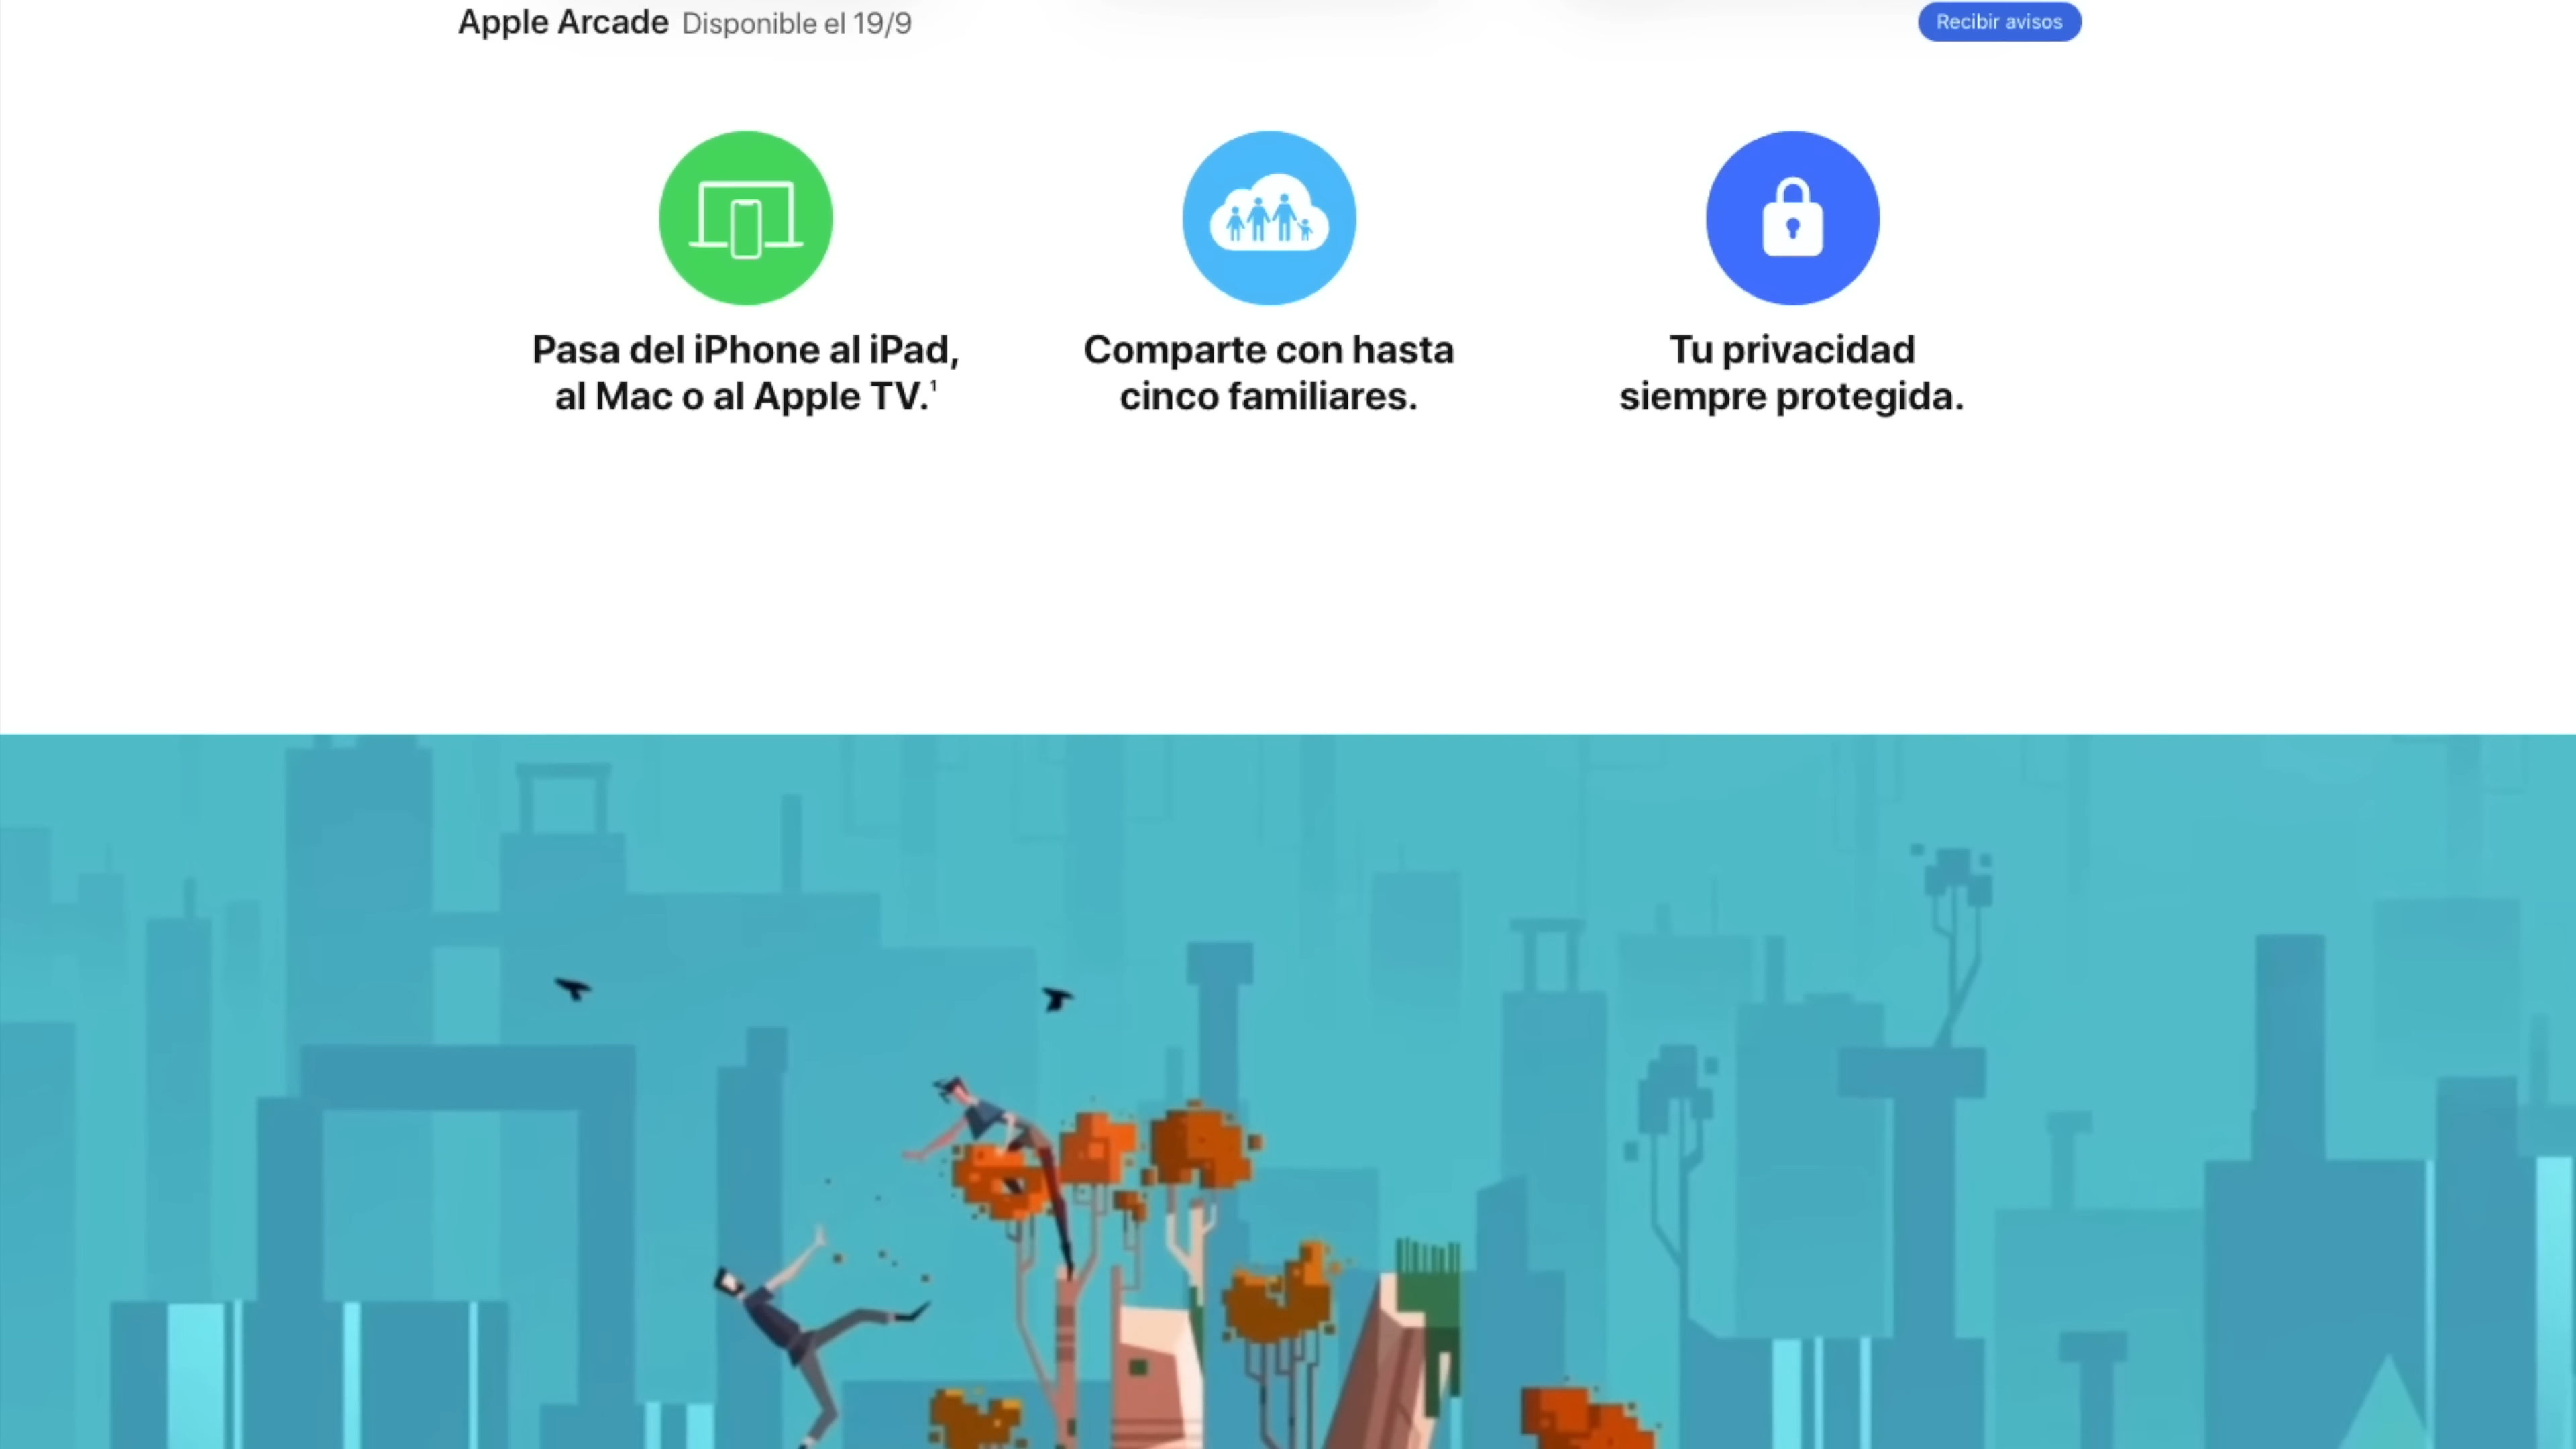 Apple Arcade Disponible el 19/9
Recibir avisos
Pasa del iPhone al iPad,
al Mac o al Apple TV.¹
Comparte con hasta
cinco familiares.
Tu privacidad
siempre protegida.